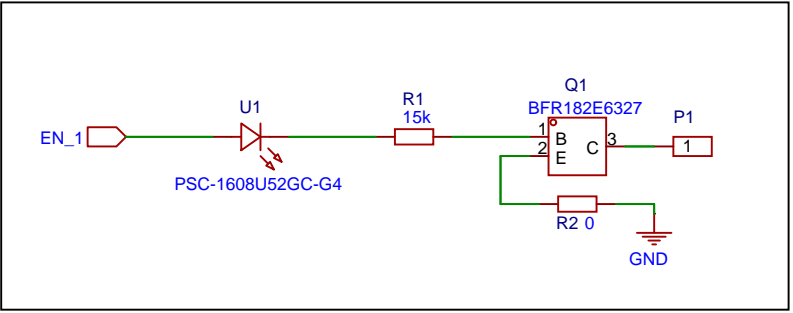 Q1
BFR182E6327
R1
15k
P1
U1
EN_1
1
B
3
C
1
2
E
PSC-1608U52GC-G4
R2 0
GND